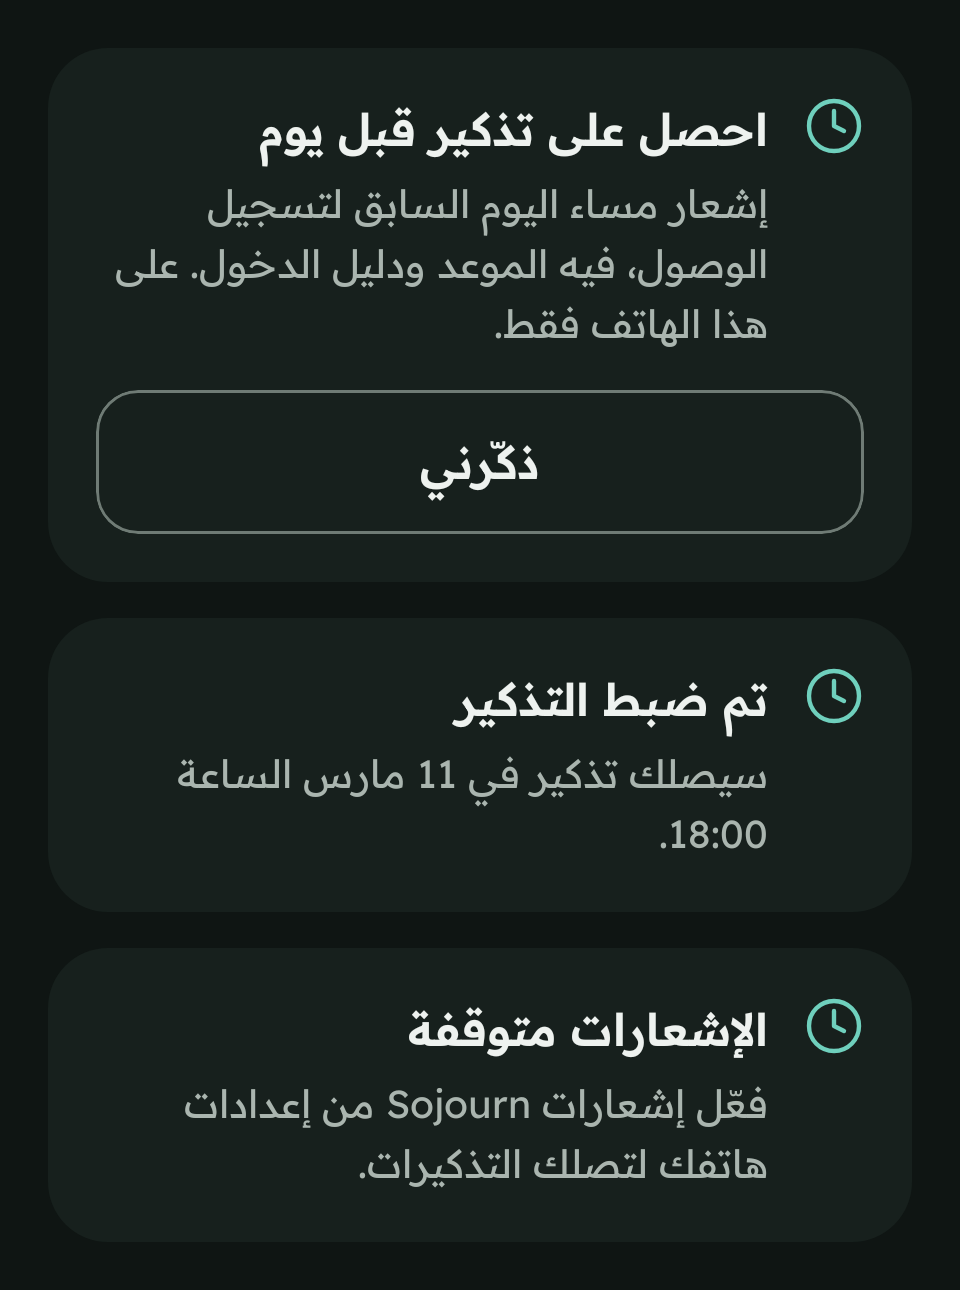 احصل على تذكير قبل يوم
إشعار مساء اليوم السابق لتسجيل
الوصول، فيه الموعد ودليل الدخول. على
هذا الهاتف فقط.
ذكّرني
تم ضبط التذكير
سيصلك تذكير في 11 مارس الساعة
18:00.
الإشعارات متوقفة
فعّل إشعارات Sojourn من إعدادات
هاتفك لتصلك التذكيرات.